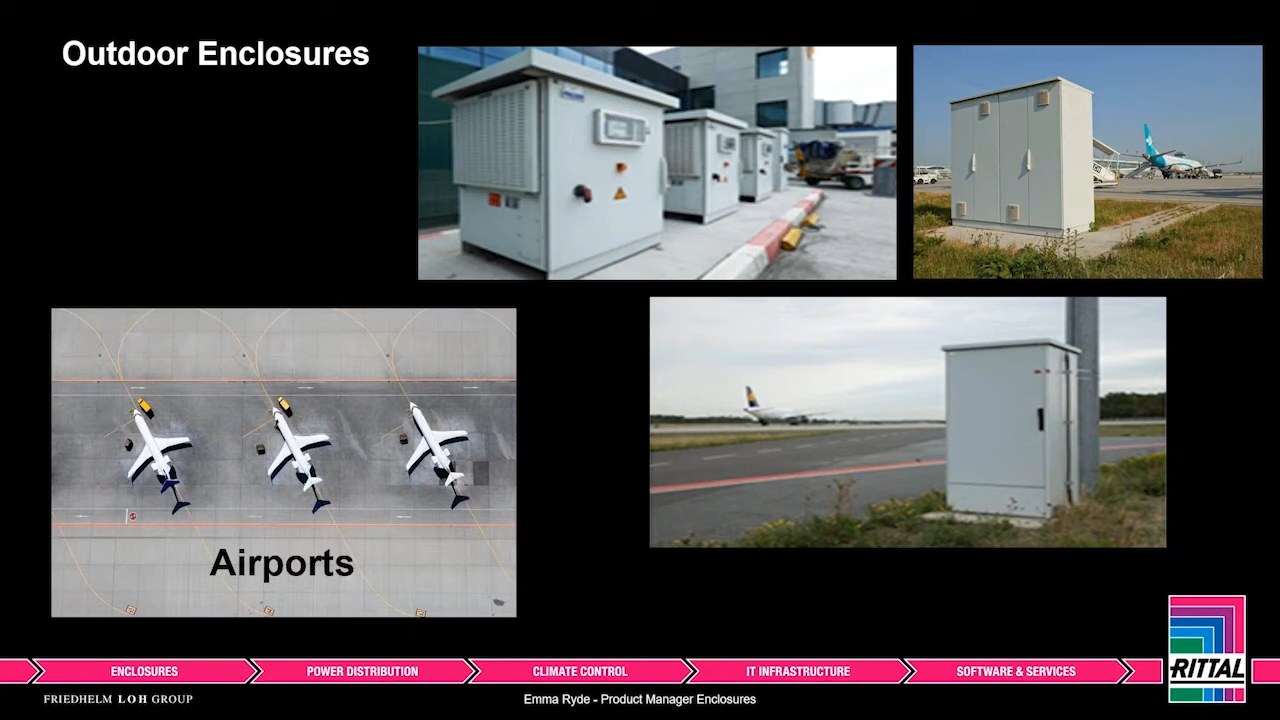 Outdoor Enclosures
Airports
ENCLOSURES
POWER DISTRIBUTION
CLIMATE CONTROL
IT INFRASTRUCTURE
SOFTWARE & SERVICES
RITTAL
FRIEDHELM LOH GROUP
Emma Ryde - Product Manager Enclosures